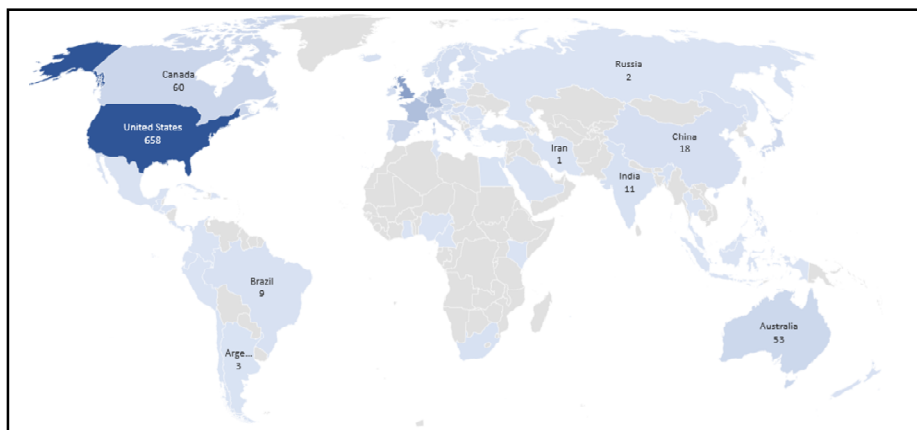 Canada
60
United States
658
Russia
2
China
18
Iran
1
India
11
Brazil
9
Arge...
3
Australia
53